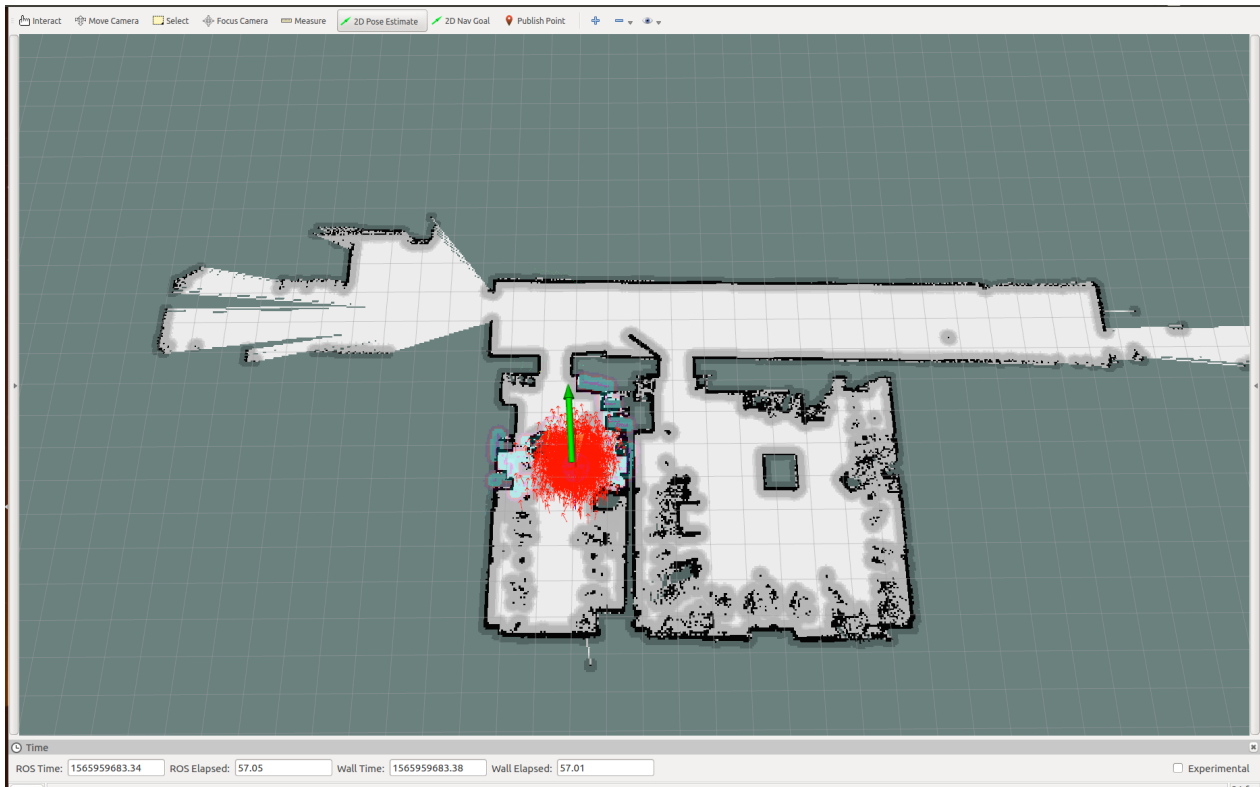 Interact Move Camera Select Focus Camera Measure 2D Pose Estimate 2D Nav Goal Publish Point
Time
ROS Time: 1565959683.34 ROS Elapsed: 57.05 Wall Time: 1565959683.38 Wall Elapsed: 57.01 Experimental